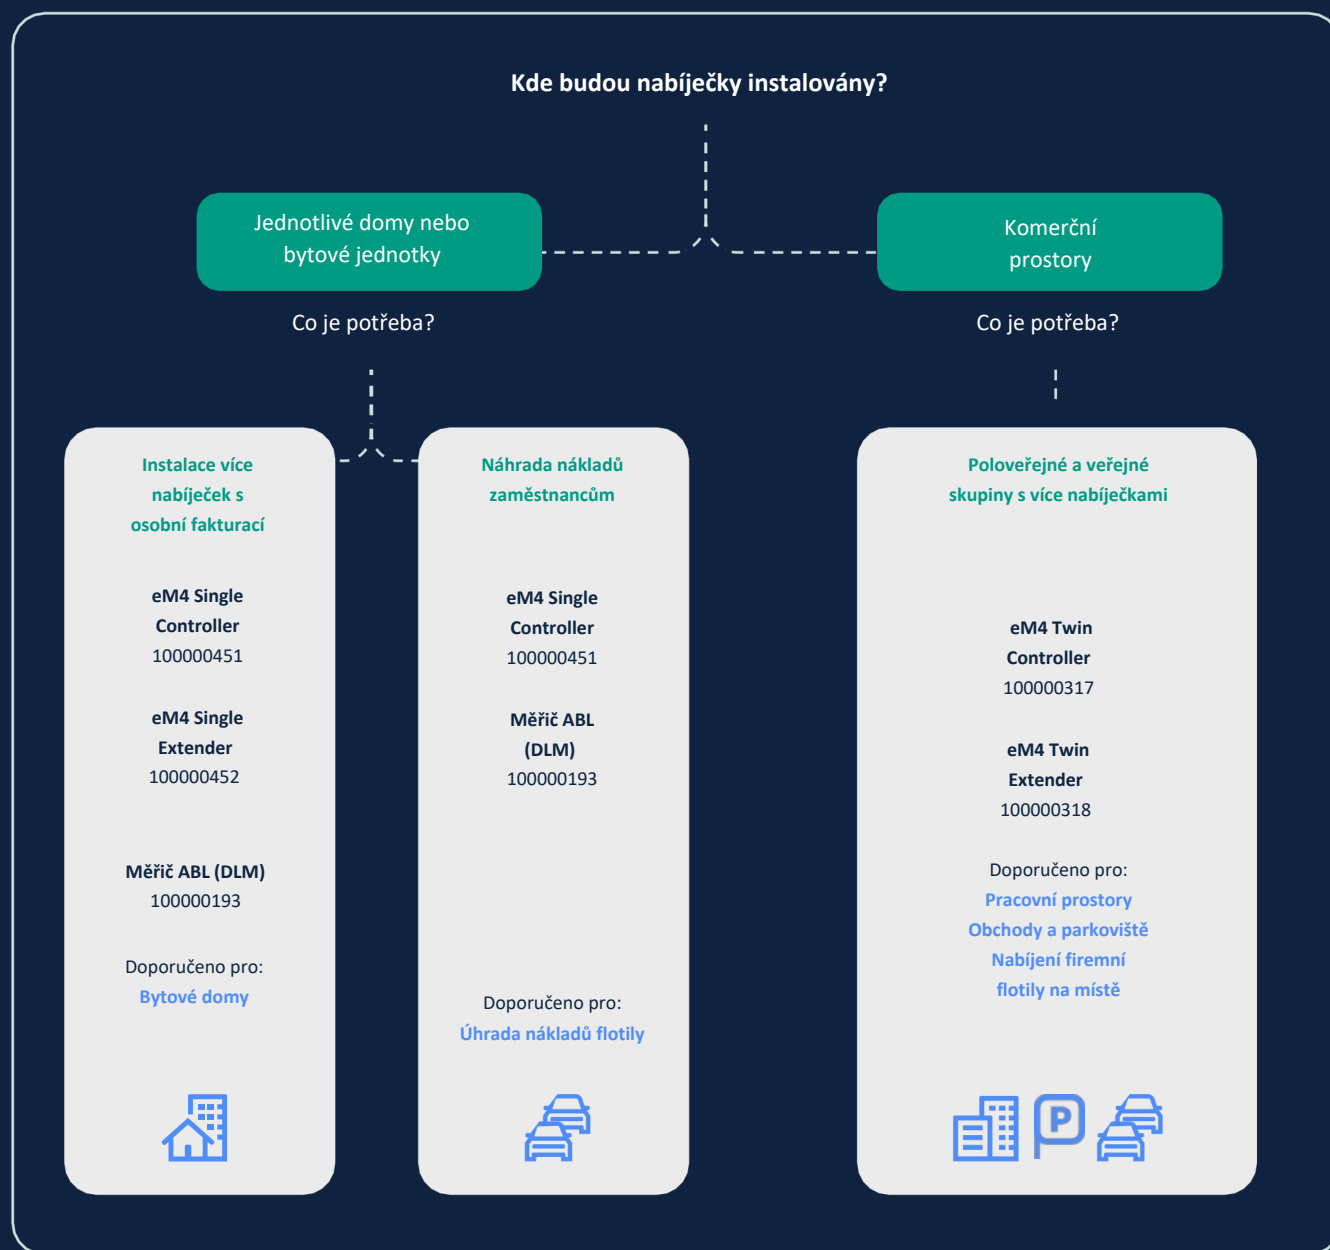 Kde budou nabíječky instalovány?
Jednotlivé domy nebo
bytové jednotky
Komerční
prostory
Co je potřeba?
Co je potřeba?
Instalace více
nabíječek s
osobní fakturací
eM4 Single
Controller
100000451
eM4 Single
Extender
100000452
Měřič ABL (DLM)
100000193
Doporučeno pro:
Bytové domy
Náhrada nákladů
zaměstnancům
eM4 Single
Controller
100000451
Měřič ABL
(DLM)
100000193
Doporučeno pro:
Úhrada nákladů flotily
Poloveřejné a veřejné
skupiny s více nabíječkami
eM4 Twin
Controller
100000317
eM4 Twin
Extender
100000318
Doporučeno pro:
Pracovní prostory
Obchody a parkoviště
Nabíjení firemní
flotily na místě
P